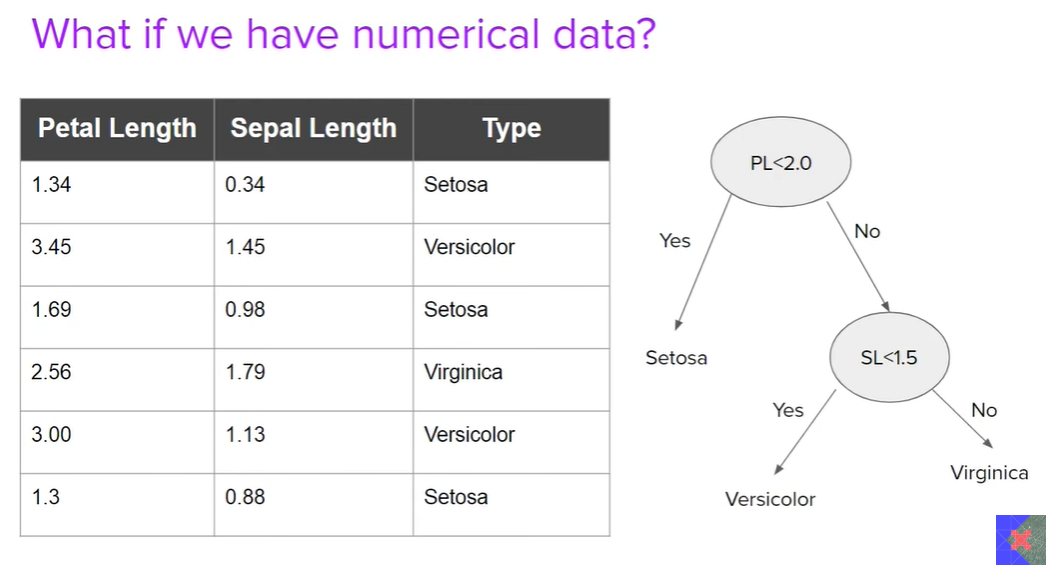 What if we have numerical data?
Petal Length Sepal Length Type
1.34 0.34 Setosa
3.45 1.45 Versicolor
1.69 0.98 Setosa
2.56 1.79 Virginica
3.00 1.13 Versicolor
1.3 0.88 Setosa
PL<2.0
Yes
No
Setosa
SL<1.5
Yes
No
Versicolor
Virginica